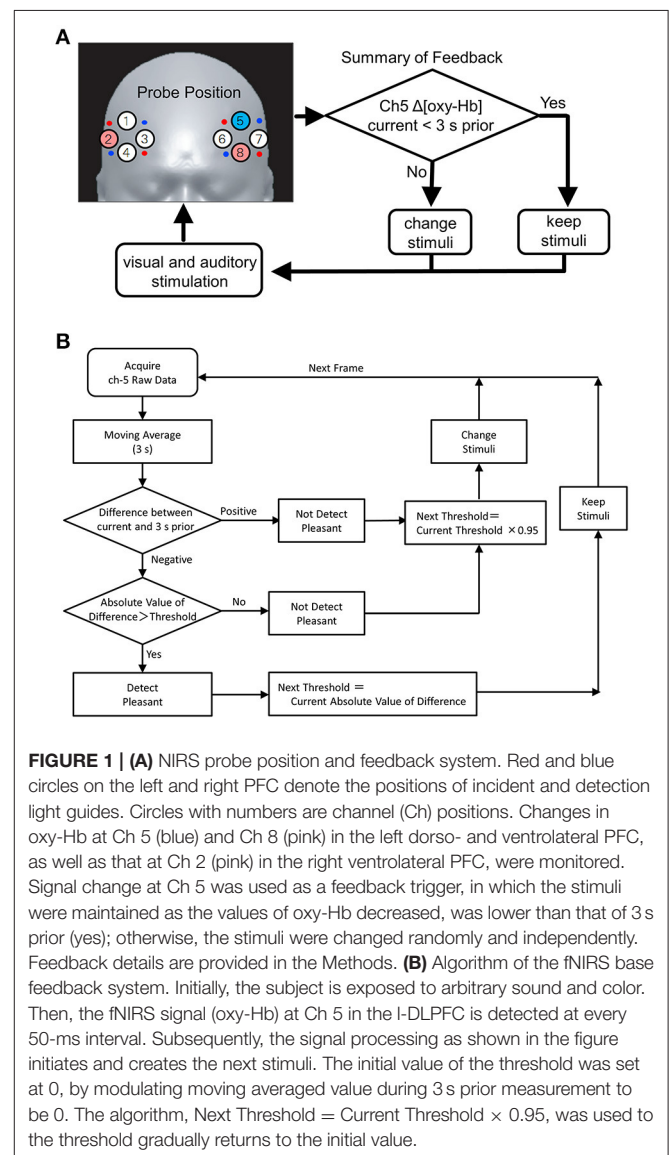 A
Summary of Feedback
Probe Position
1
5
2
3
6
7
4
8
Ch5 Δ[oxy-Hb]
current < 3 s prior
Yes
No
change
stimuli
keep
stimuli
visual and auditory
stimulation
B
Acquire
ch-5 Raw Data
Next Frame
Moving Average
(3 s)
Change
Stimuli
Difference between
current and 3 s prior
Positive
Not Detect
Pleasant
Next Threshold=
Current Threshold ×0.95
Keep
Stimuli
Negative
Absolute Value of
Difference>Threshold
No
Not Detect
Pleasant
Yes
Detect
Pleasant
Next Threshold =
Current Absolute Value of Difference
FIGURE 1 | (A) NIRS probe position and feedback system. Red and blue
circles on the left and right PFC denote the positions of incident and detection
light guides. Circles with numbers are channel (Ch) positions. Changes in
oxy-Hb at Ch 5 (blue) and Ch 8 (pink) in the left dorso- and ventrolateral PFC,
as well as that at Ch 2 (pink) in the right ventrolateral PFC, were monitored.
Signal change at Ch 5 was used as a feedback trigger, in which the stimuli
were maintained as the values of oxy-Hb decreased, was lower than that of 3 s
prior (yes); otherwise, the stimuli were changed randomly and independently.
Feedback details are provided in the Methods. (B) Algorithm of the fNIRS base
feedback system. Initially, the subject is exposed to arbitrary sound and color.
Then, the fNIRS signal (oxy-Hb) at Ch 5 in the l-DLPFC is detected at every
50-ms interval. Subsequently, the signal processing as shown in the figure
initiates and creates the next stimuli. The initial value of the threshold was set
at 0, by modulating moving averaged value during 3 s prior measurement to
be 0. The algorithm, Next Threshold = Current Threshold × 0.95, was used to
the threshold gradually returns to the initial value.